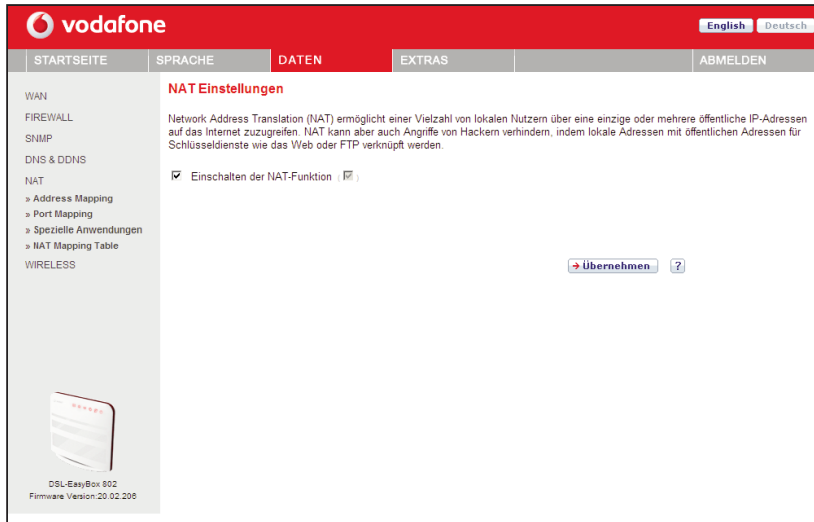 vodafone
English Deutsch
STARTSEITE SPRACHE DATEN EXTRAS ABMELDEN
WAN
FIREWALL
SNMP
DNS & DDNS
NAT
» Address Mapping
» Port Mapping
» Spezielle Anwendungen
» NAT Mapping Table
WIRELESS
NAT Einstellungen
Network Address Translation (NAT) ermöglicht einer Vielzahl von lokalen Nutzern über eine einzige oder mehrere öffentliche IP-Adressen
auf das Internet zuzugreifen. NAT kann aber auch Angriffe von Hackern verhindern, indem lokale Adressen mit öffentlichen Adressen für
Schlüsseldienste wie das Web oder FTP verknüpft werden.
Einschalten der NAT-Funktion ( )
Übernehmen ?
DSL-EasyBox 802
Firmware Version:20.02.206